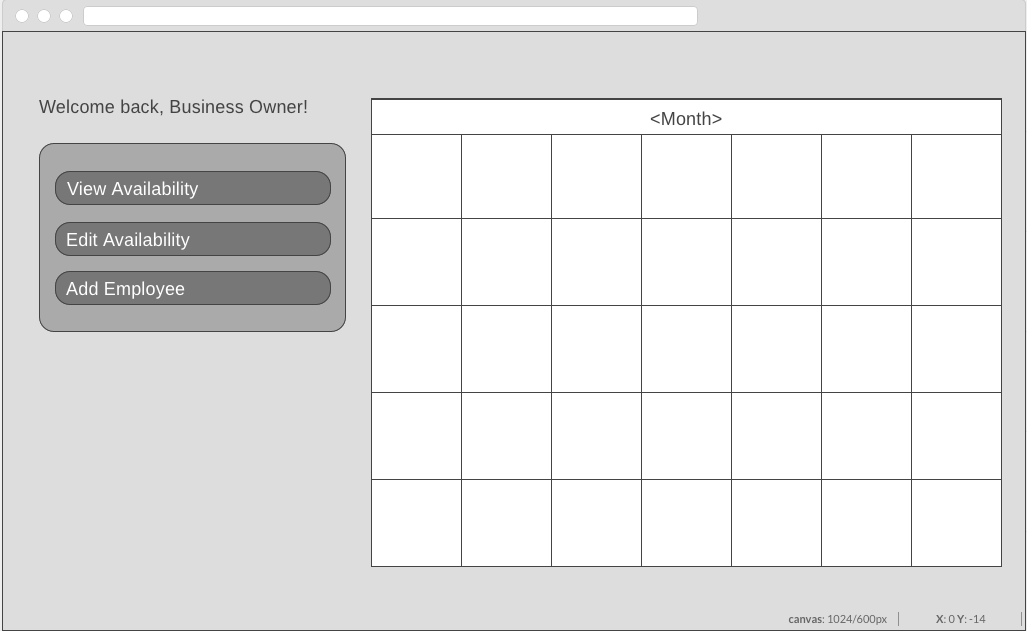 Welcome back, Business Owner!
<Month>
View Availability
Edit Availability
Add Employee
canvas: 1024/600px
X: 0 Y: -14